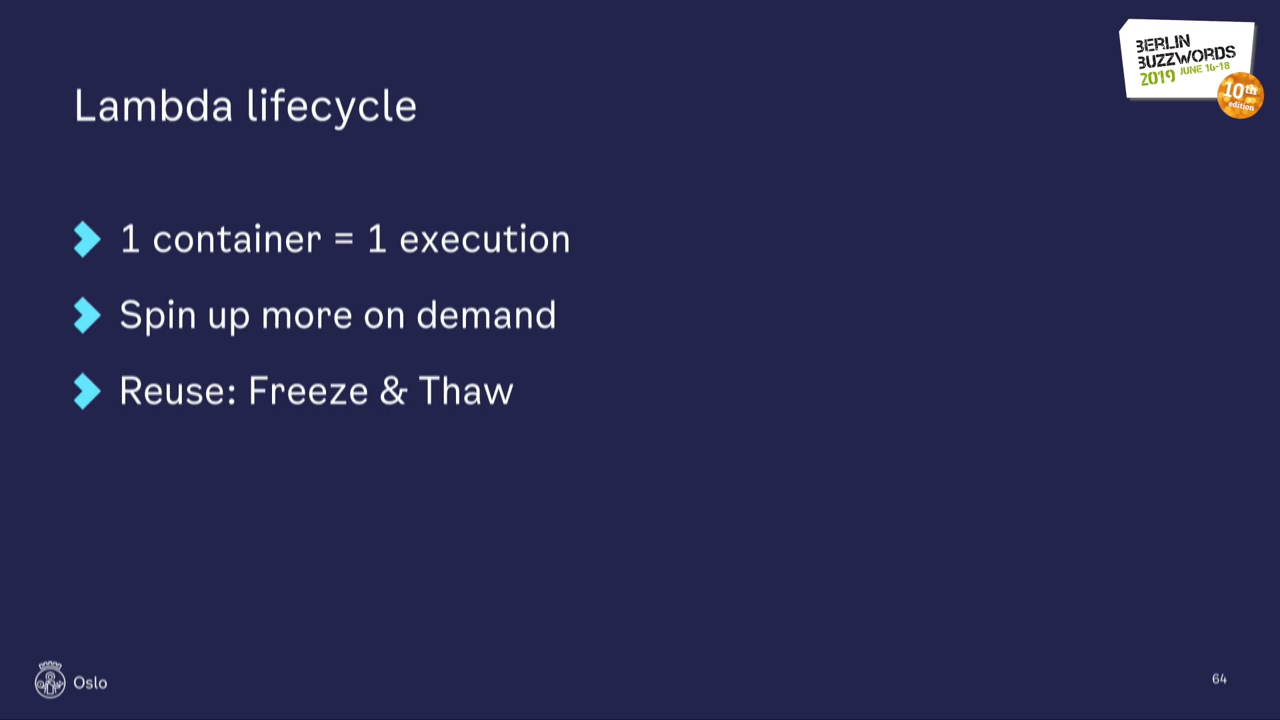 BERLIN
BUZZWORDS
2019 JUNE 16-18
10th
edition
Lambda lifecycle
1 container = 1 execution
Spin up more on demand
Reuse: Freeze & Thaw
Oslo
64